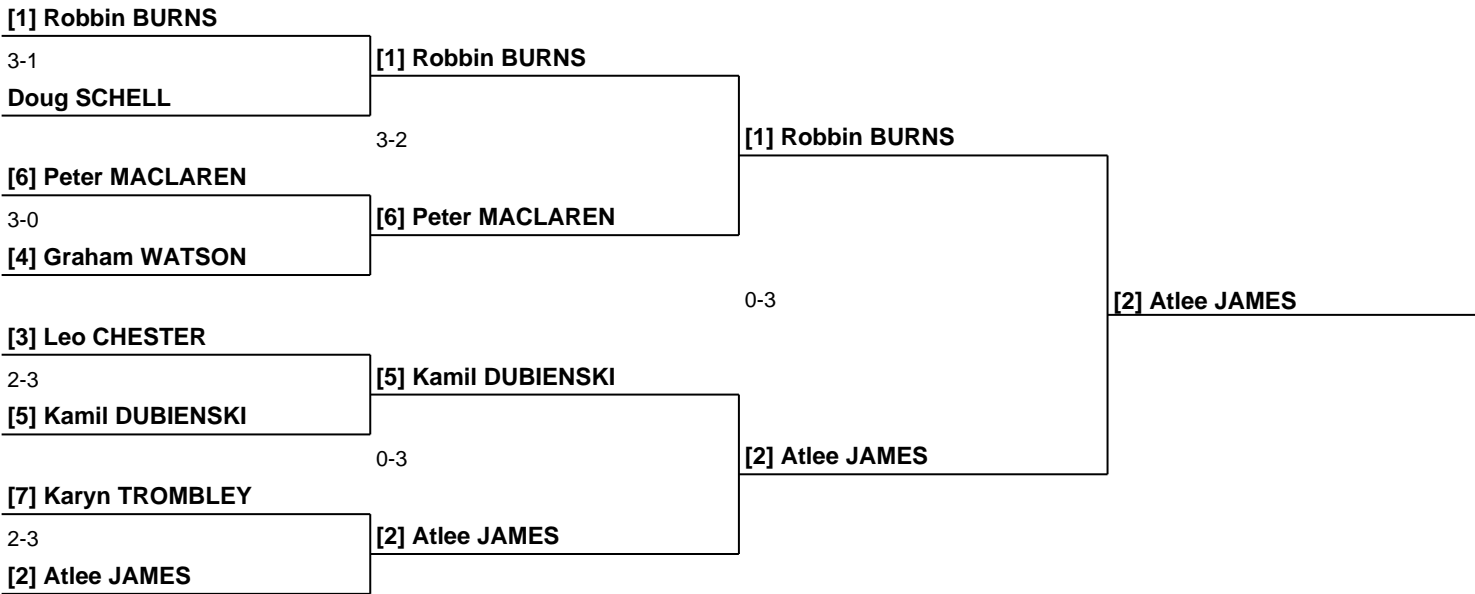 [1] Robbin BURNS
3-1
[1] Robbin BURNS
Doug SCHELL
3-2
[1] Robbin BURNS
[6] Peter MACLAREN
3-0
[6] Peter MACLAREN
[4] Graham WATSON
0-3
[2] Atlee JAMES
[3] Leo CHESTER
2-3
[5] Kamil DUBIENSKI
[5] Kamil DUBIENSKI
0-3
[2] Atlee JAMES
[7] Karyn TROMBLEY
2-3
[2] Atlee JAMES
[2] Atlee JAMES